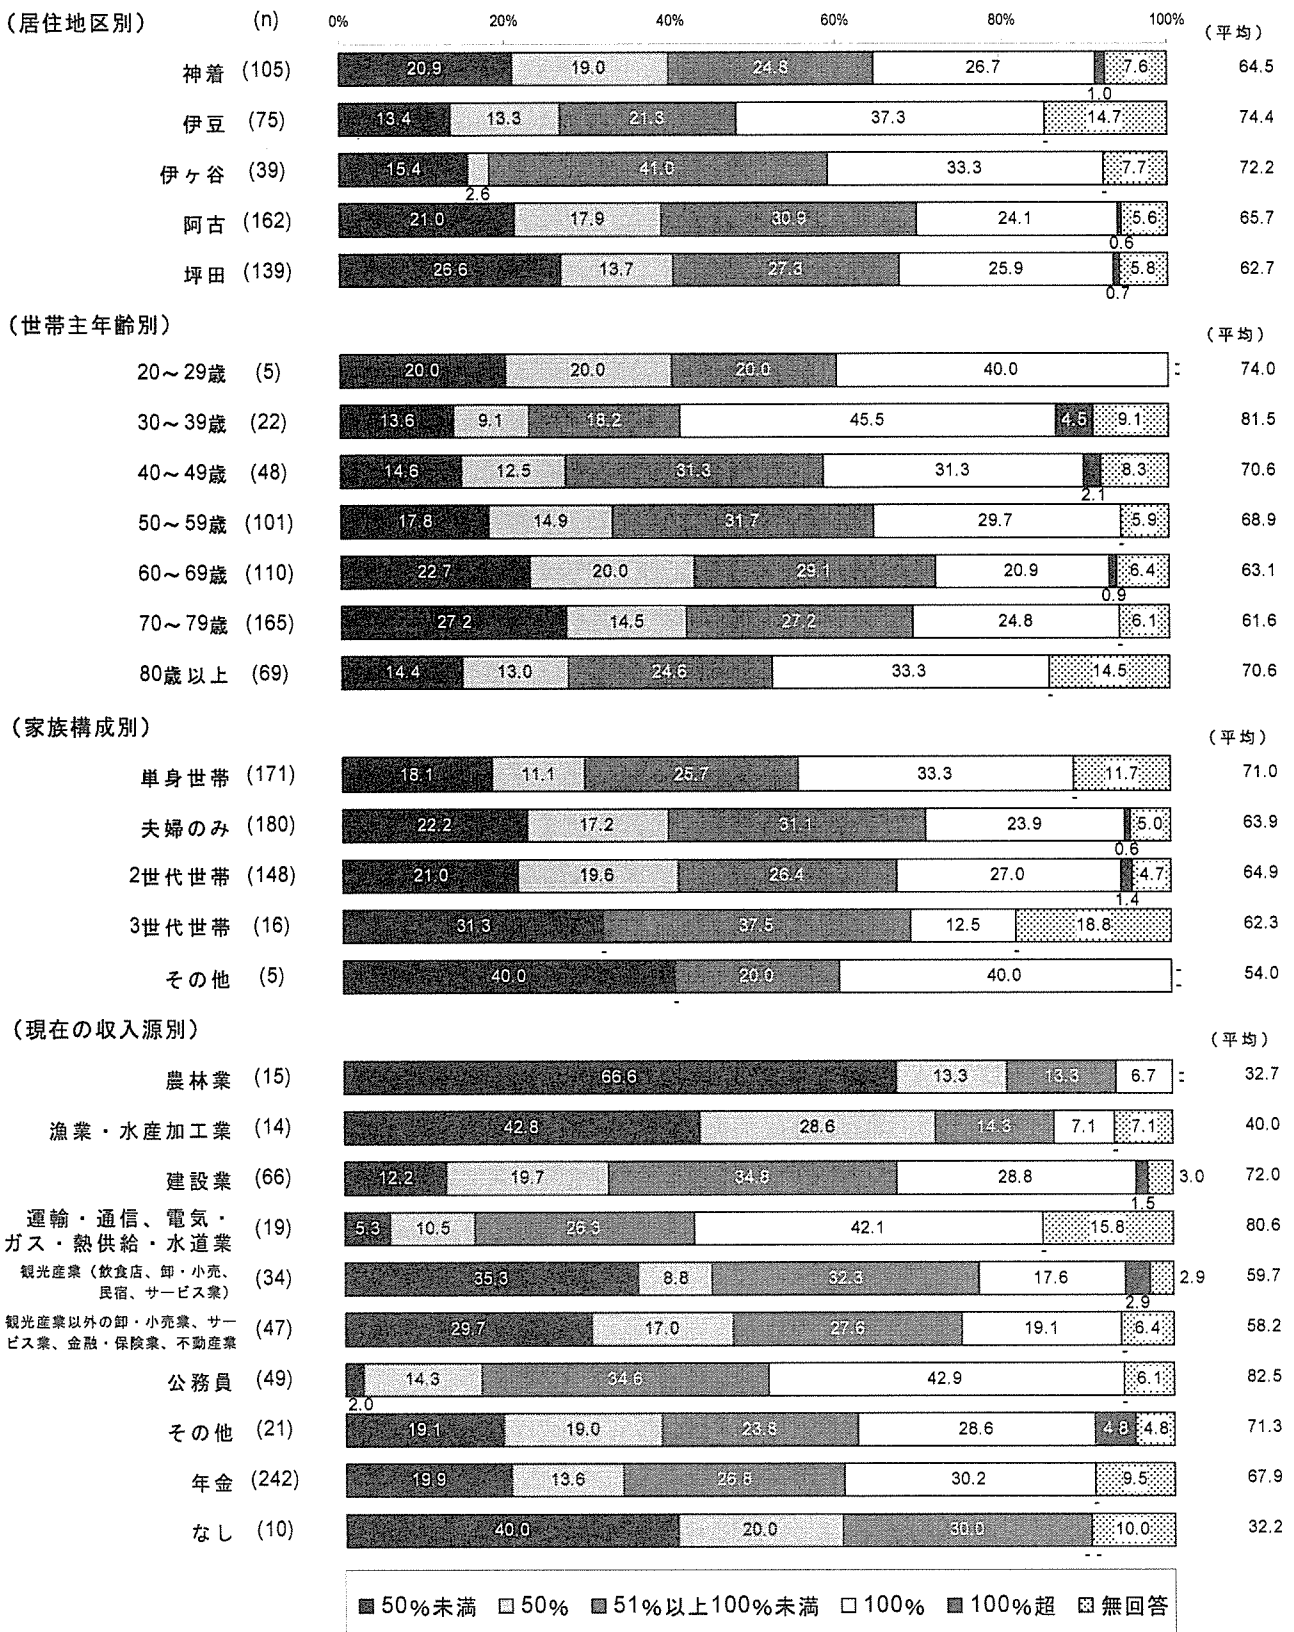 （居住地区別） (n) 0% 20% 40% 60% 80% 100% （平均）
神着 (105) 20.9 19.0 24.8 26.7 1.0 7.6 64.5
伊豆 (75) 13.4 13.3 21.3 37.3 - 14.7 74.4
伊ヶ谷 (39) 15.4 2.6 41.0 33.3 - 7.7 72.2
阿古 (162) 21.0 17.9 30.9 24.1 0.6 5.6 65.7
坪田 (139) 26.6 13.7 27.3 25.9 0.7 5.8 62.7
（世帯主年齢別） （平均）
20～29歳 (5) 20.0 20.0 20.0 40.0 - - 74.0
30～39歳 (22) 13.6 9.1 18.2 45.5 4.5 9.1 81.5
40～49歳 (48) 14.6 12.5 31.3 31.3 2.1 8.3 70.6
50～59歳 (101) 17.8 14.9 31.7 29.7 - 5.9 68.9
60～69歳 (110) 22.7 20.0 29.1 20.9 0.9 6.4 63.1
70～79歳 (165) 27.2 14.5 27.2 24.8 - 6.1 61.6
80歳以上 (69) 14.4 13.0 24.6 33.3 - 14.5 70.6
（家族構成別） （平均）
単身世帯 (171) 18.1 11.1 25.7 33.3 - 11.7 71.0
夫婦のみ (180) 22.2 17.2 31.1 23.9 0.6 5.0 63.9
2世代世帯 (148) 21.0 19.6 26.4 27.0 1.4 4.7 64.9
3世代世帯 (16) 31.3 - 37.5 12.5 - 18.8 62.3
その他 (5) 40.0 - 20.0 40.0 - - 54.0
（現在の収入源別） （平均）
農林業 (15) 66.6 13.3 13.3 6.7 - - 32.7
漁業・水産加工業 (14) 42.8 28.6 14.3 7.1 - 7.1 40.0
建設業 (66) 12.2 19.7 34.8 28.8 1.5 3.0 72.0
運輸・通信、電気・
ガス・熱供給・水道業 (19) 5.3 10.5 26.3 42.1 - 15.8 80.6
観光産業（飲食店、卸・小売、
民宿、サービス業） (34) 35.3 8.8 32.3 17.6 2.9 2.9 59.7
観光産業以外の卸・小売業、サー
ビス業、金融・保険業、不動産業 (47) 29.7 17.0 27.6 19.1 - 6.4 58.2
公務員 (49) 2.0 14.3 34.6 42.9 - 6.1 82.5
その他 (21) 19.1 19.0 23.8 28.6 4.8 4.8 71.3
年金 (242) 19.9 13.6 26.8 30.2 - 9.5 67.9
なし (10) 40.0 20.0 30.0 - - 10.0 32.2
50%未満 50% 51%以上100%未満 100% 100%超 無回答